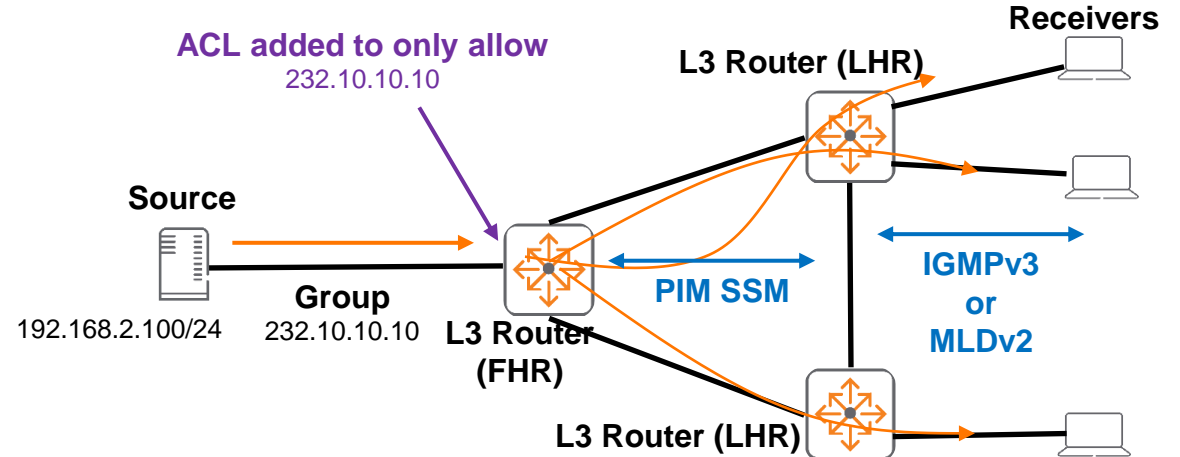 Receivers
ACL added to only allow
232.10.10.10
L3 Router (LHR)
Source
192.168.2.100/24
Group
232.10.10.10
L3 Router
(FHR)
PIM SSM
IGMPv3
or
MLDv2
L3 Router (LHR)